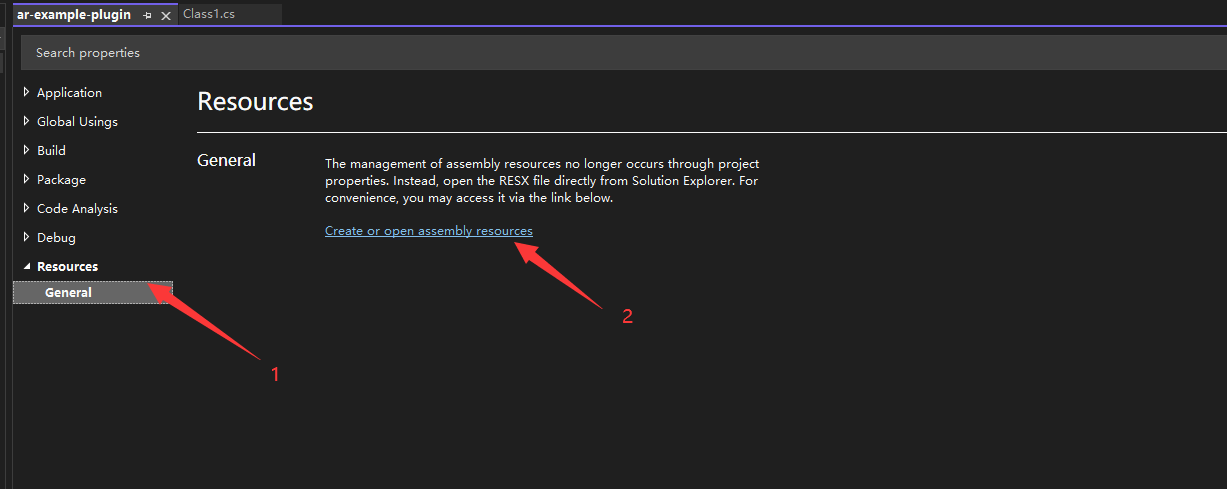 ar-example-plugin
Class1.cs
Search properties
Application
Global Usings
Build
Package
Code Analysis
Debug
Resources
General
Resources
General
The management of assembly resources no longer occurs through project
properties. Instead, open the RESX file directly from Solution Explorer. For
convenience, you may access it via the link below.
Create or open assembly resources
1
2